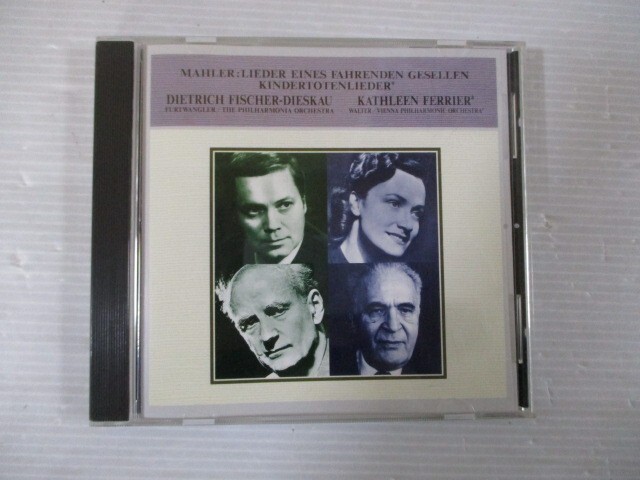 MAHLER:LIEDER EINES FAHRENDEN GESELLEN
KINDERTOTENLIEDER*
DIETRICH FISCHER-DIESKAU KATHLEEN FERRIER*
FURTWÄNGLER / THE PHILHARMONIA ORCHESTRA WALTER / VIENNA PHILHARMONIC ORCHESTRA*